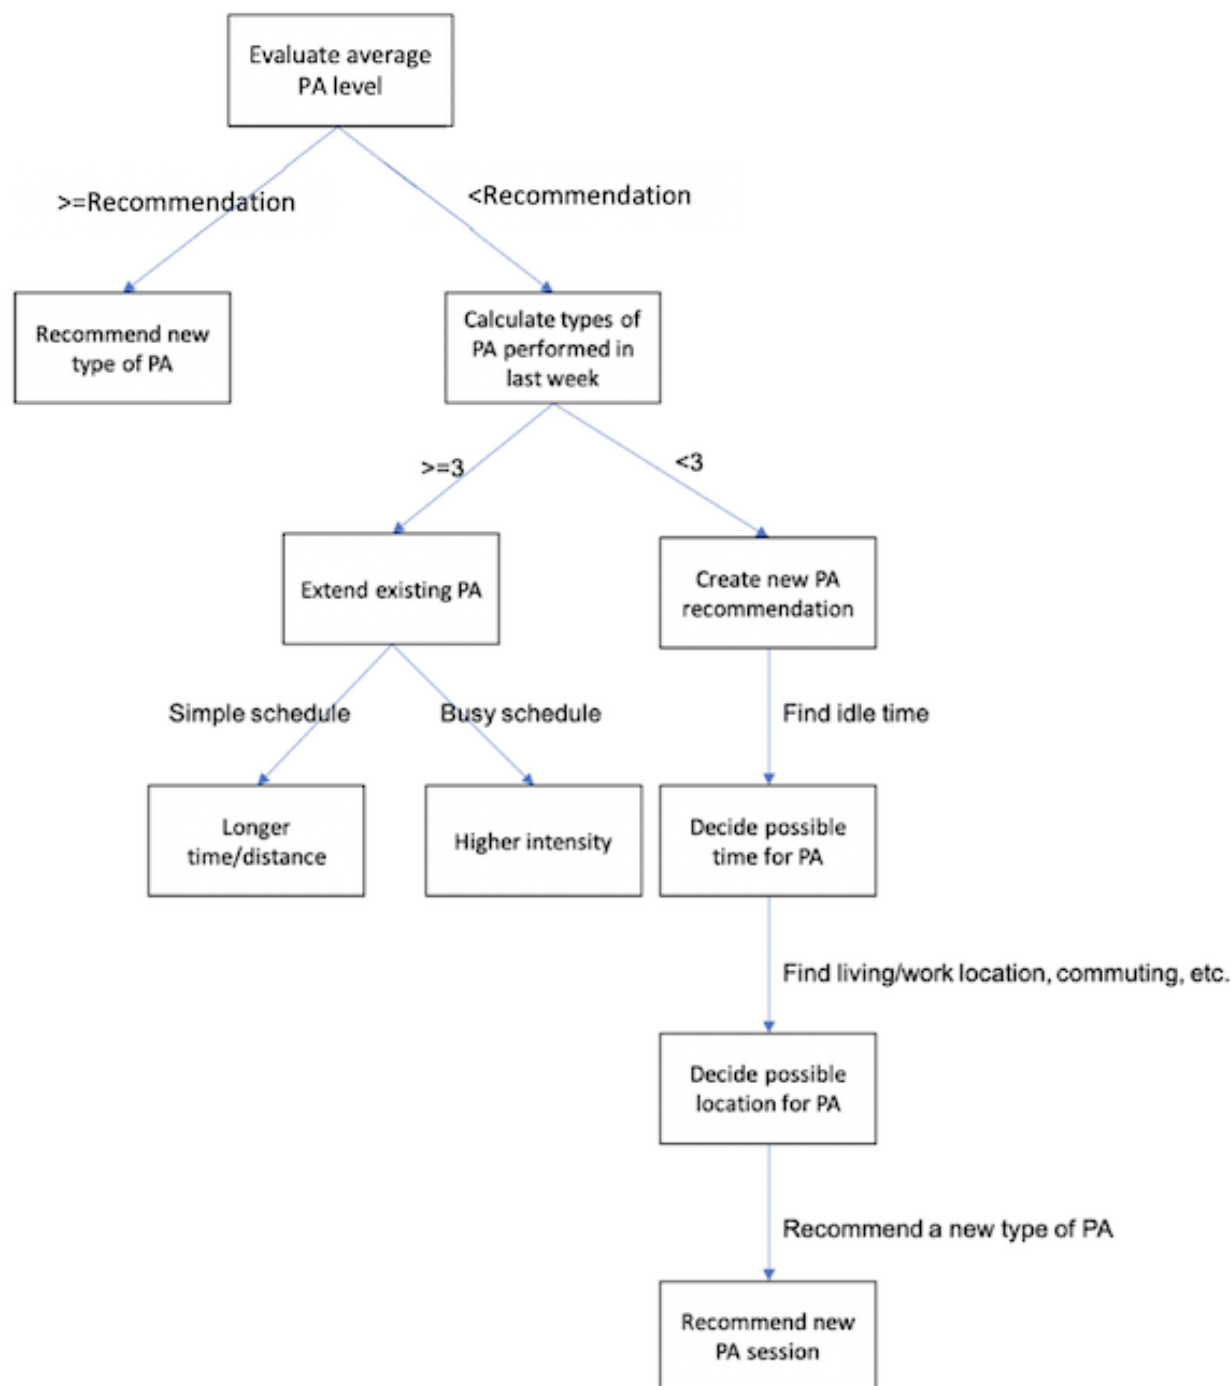 Evaluate average
PA level
>=Recommendation
<Recommendation
Recommend new
type of PA
Calculate types of
PA performed in
last week
>=3
<3
Extend existing PA
Create new PA
recommendation
Simple schedule
Busy schedule
Find idle time
Longer
time/distance
Higher intensity
Decide possible
time for PA
Find living/work location, commuting, etc.
Decide possible
location for PA
Recommend a new type of PA
Recommend new
PA session